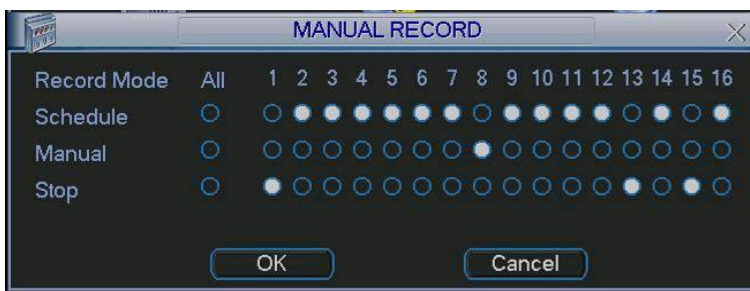 MANUAL RECORD
Record Mode All 1 2 3 4 5 6 7 8 9 10 11 12 13 14 15 16
Schedule
Manual
Stop
OK Cancel